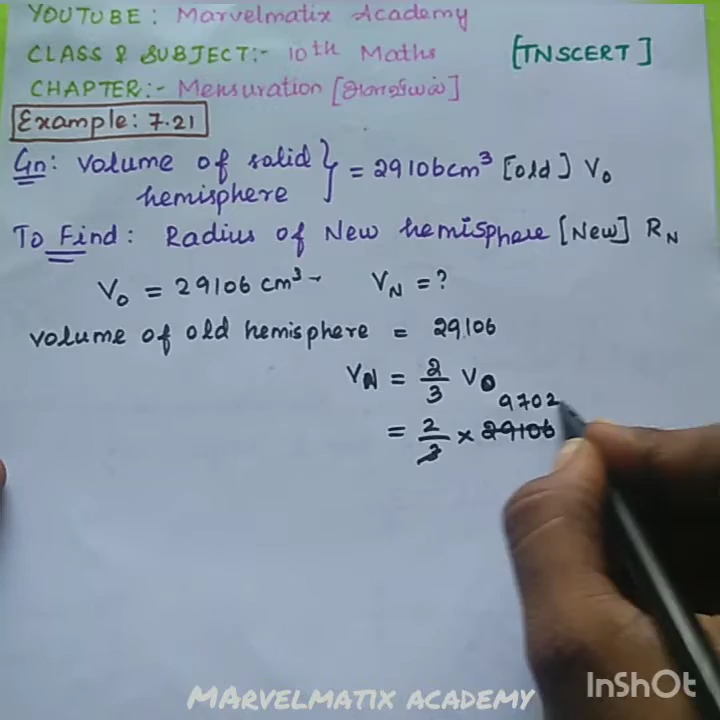 YOUTUBE : Marvelmatix Academy
CLASS & SUBJECT:- 10th Maths [TNSCERT]
CHAPTER:- Mensuration [அளவியல்]
Example: 7.21
Gn: Volume of solid hemisphere } = 29106cm³ [old] V₀
To Find: Radius of New hemisphere [New] R_N
V₀ = 29106 cm³ V_N = ?
volume of old hemisphere = 29106
V_N = 2/3 V₀
9702
= 2/3 × 29106
InShOt
MARVELMATIX ACADEMY